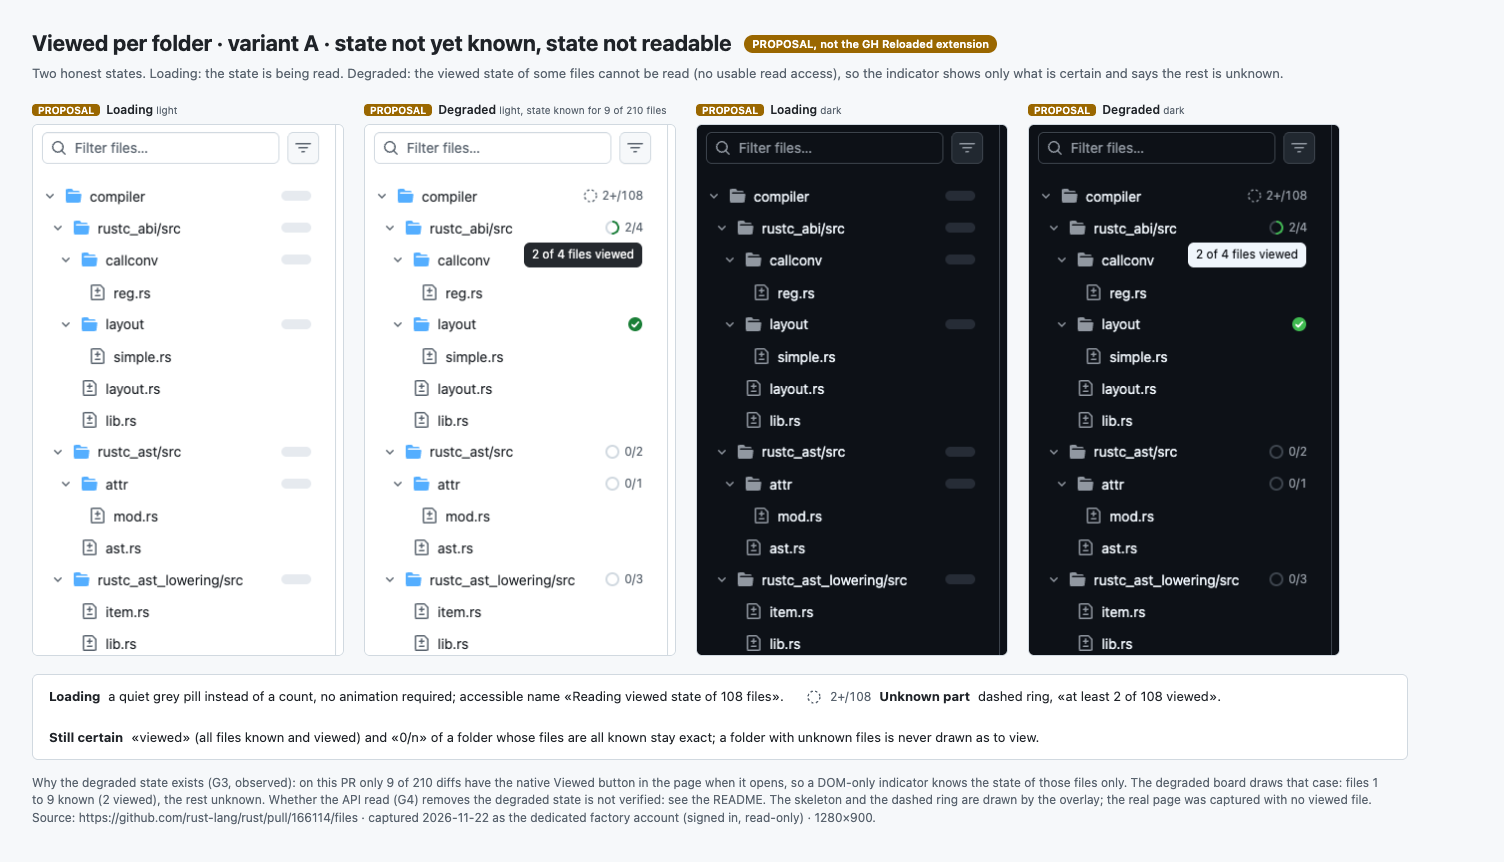 Viewed per folder · variant A · state not yet known, state not readable PROPOSAL, not the GH Reloaded extension
Two honest states. Loading: the state is being read. Degraded: the viewed state of some files cannot be read (no usable read access), so the indicator shows only what is certain and says the rest is unknown.
PROPOSAL Loading light
Filter files...
compiler
rustc_abi/src
callconv
reg.rs
layout
simple.rs
layout.rs
lib.rs
rustc_ast/src
attr
mod.rs
ast.rs
rustc_ast_lowering/src
item.rs
lib.rs
PROPOSAL Degraded light, state known for 9 of 210 files
Filter files...
compiler 2+/108
rustc_abi/src 2/4
2 of 4 files viewed
callconv
reg.rs
layout
simple.rs
layout.rs
lib.rs
rustc_ast/src 0/2
attr 0/1
mod.rs
ast.rs
rustc_ast_lowering/src 0/3
item.rs
lib.rs
PROPOSAL Loading dark
Filter files...
compiler
rustc_abi/src
callconv
reg.rs
layout
simple.rs
layout.rs
lib.rs
rustc_ast/src
attr
mod.rs
ast.rs
rustc_ast_lowering/src
item.rs
lib.rs
PROPOSAL Degraded dark
Filter files...
compiler 2+/108
rustc_abi/src 2/4
2 of 4 files viewed
callconv
reg.rs
layout
simple.rs
layout.rs
lib.rs
rustc_ast/src 0/2
attr 0/1
mod.rs
ast.rs
rustc_ast_lowering/src 0/3
item.rs
lib.rs
Loading a quiet grey pill instead of a count, no animation required; accessible name «Reading viewed state of 108 files». 2+/108 Unknown part dashed ring, «at least 2 of 108 viewed».
Still certain «viewed» (all files known and viewed) and «0/n» of a folder whose files are all known stay exact; a folder with unknown files is never drawn as to view.
Why the degraded state exists (G3, observed): on this PR only 9 of 210 diffs have the native Viewed button in the page when it opens, so a DOM-only indicator knows the state of those files only. The degraded board draws that case: files 1
to 9 known (2 viewed), the rest unknown. Whether the API read (G4) removes the degraded state is not verified: see the README. The skeleton and the dashed ring are drawn by the overlay; the real page was captured with no viewed file.
Source: https://github.com/rust-lang/rust/pull/166114/files · captured 2026-11-22 as the dedicated factory account (signed in, read-only) · 1280×900.